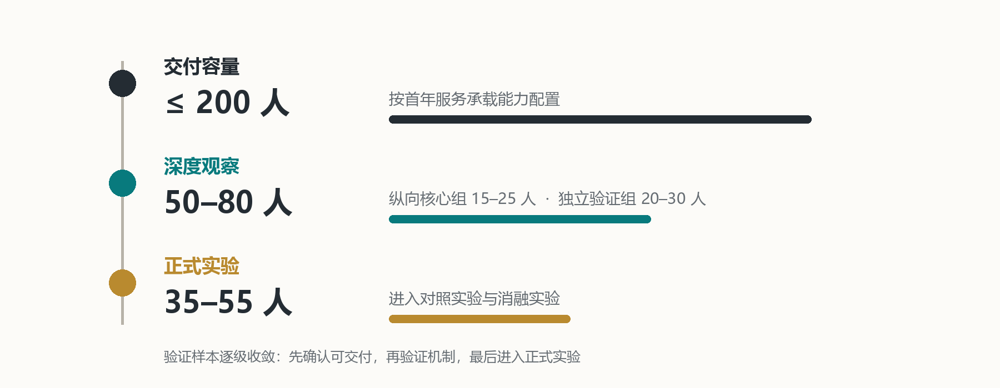 交付容量
≤ 200 人
按首年服务承载能力配置
深度观察
50–80 人
纵向核心组 15–25 人 · 独立验证组 20–30 人
正式实验
35–55 人
进入对照实验与消融实验
验证样本逐级收敛：先确认可交付，再验证机制，最后进入正式实验